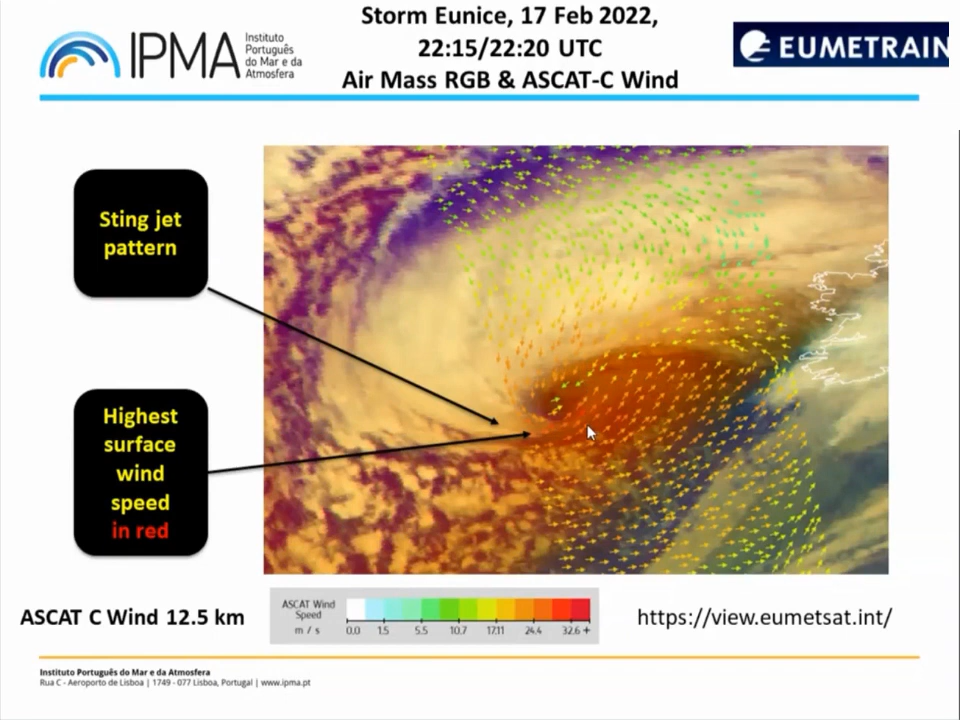 Storm Eunice, 17 Feb 2022,
22:15/22:20 UTC
Air Mass RGB & ASCAT-C Wind
IPMA
Instituto
Português
do Mar e da
Atmosfera
EUMETRAIN
Sting jet
pattern
Highest
surface
wind
speed
in red
ASCAT C Wind 12.5 km
ASCAT Wind
Speed
m / s
0.0 1.5 5.5 10.7 17.11 24.4 32.6 +
https://view.eumetsat.int/
Instituto Português do Mar e da Atmosfera
Rua C - Aeroporto de Lisboa | 1749 - 077 Lisboa, Portugal | www.ipma.pt